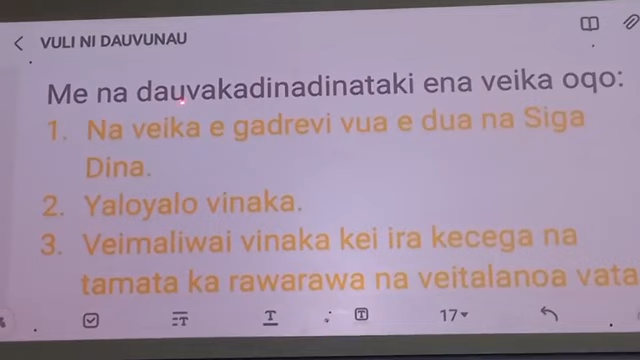 VULI NI DAUVUNAU
Me na dauvakadinadinataki ena veika oqo:
1. Na veika e gadrevi vua e dua na Siga
Dina.
2. Yaloyalo vinaka.
3. Veimaliwai vinaka kei ira kecega na
tamata ka rawarawa na veitalanoa vata
17